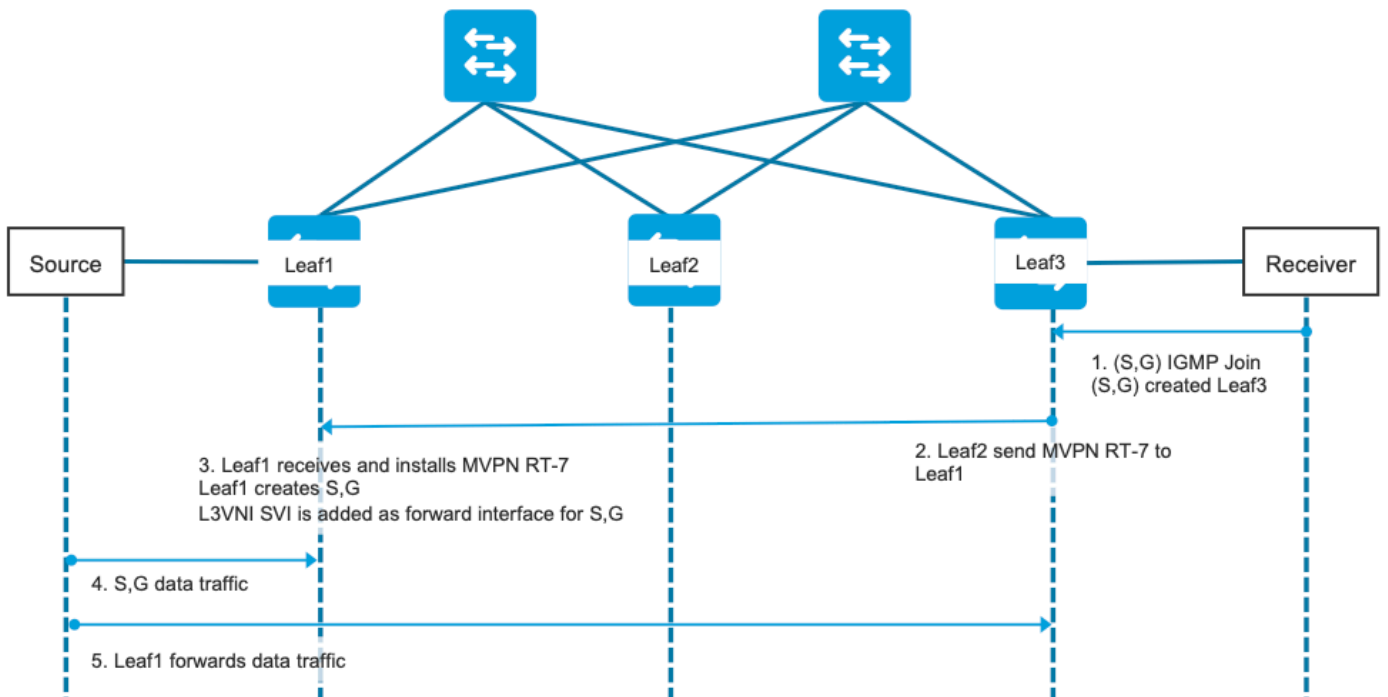 Source
Leaf1
Leaf2
Leaf3
Receiver
1. (S,G) IGMP Join
(S,G) created Leaf3
2. Leaf2 send MVPN RT-7 to
Leaf1
3. Leaf1 receives and installs MVPN RT-7
Leaf1 creates S,G
L3VNI SVI is added as forward interface for S,G
4. S,G data traffic
5. Leaf1 forwards data traffic